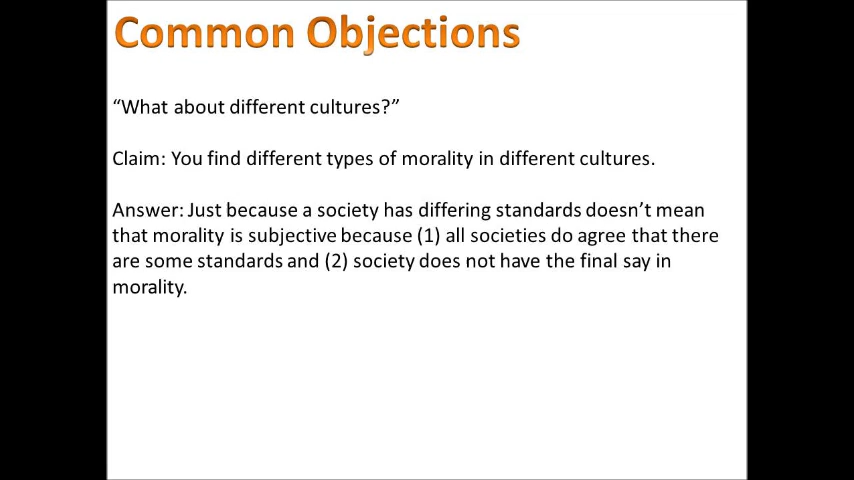 Common Objections
“What about different cultures?”
Claim: You find different types of morality in different cultures.
Answer: Just because a society has differing standards doesn’t mean
that morality is subjective because (1) all societies do agree that there
are some standards and (2) society does not have the final say in
morality.